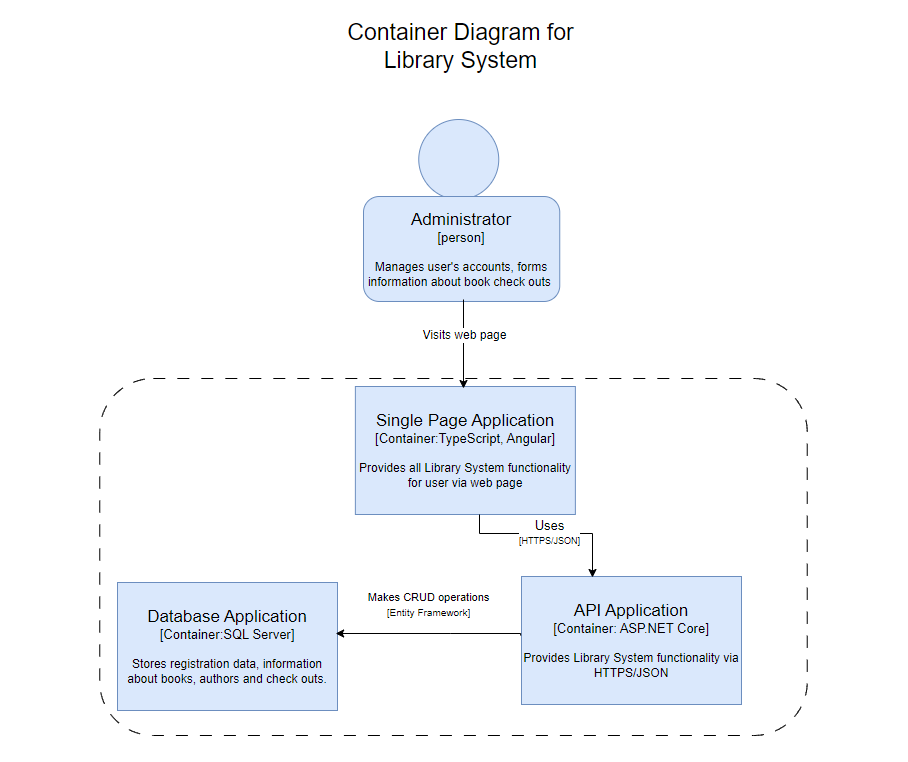 Container Diagram for
Library System
Administrator
[person]
Manages user's accounts, forms
information about book check outs
Visits web page
Single Page Application
[Container:TypeScript, Angular]
Provides all Library System functionality
for user via web page
Uses
[HTTPS/JSON]
Makes CRUD operations
[Entity Framework]
Database Application
[Container:SQL Server]
Stores registration data, information
about books, authors and check outs.
API Application
[Container: ASP.NET Core]
Provides Library System functionality via
HTTPS/JSON